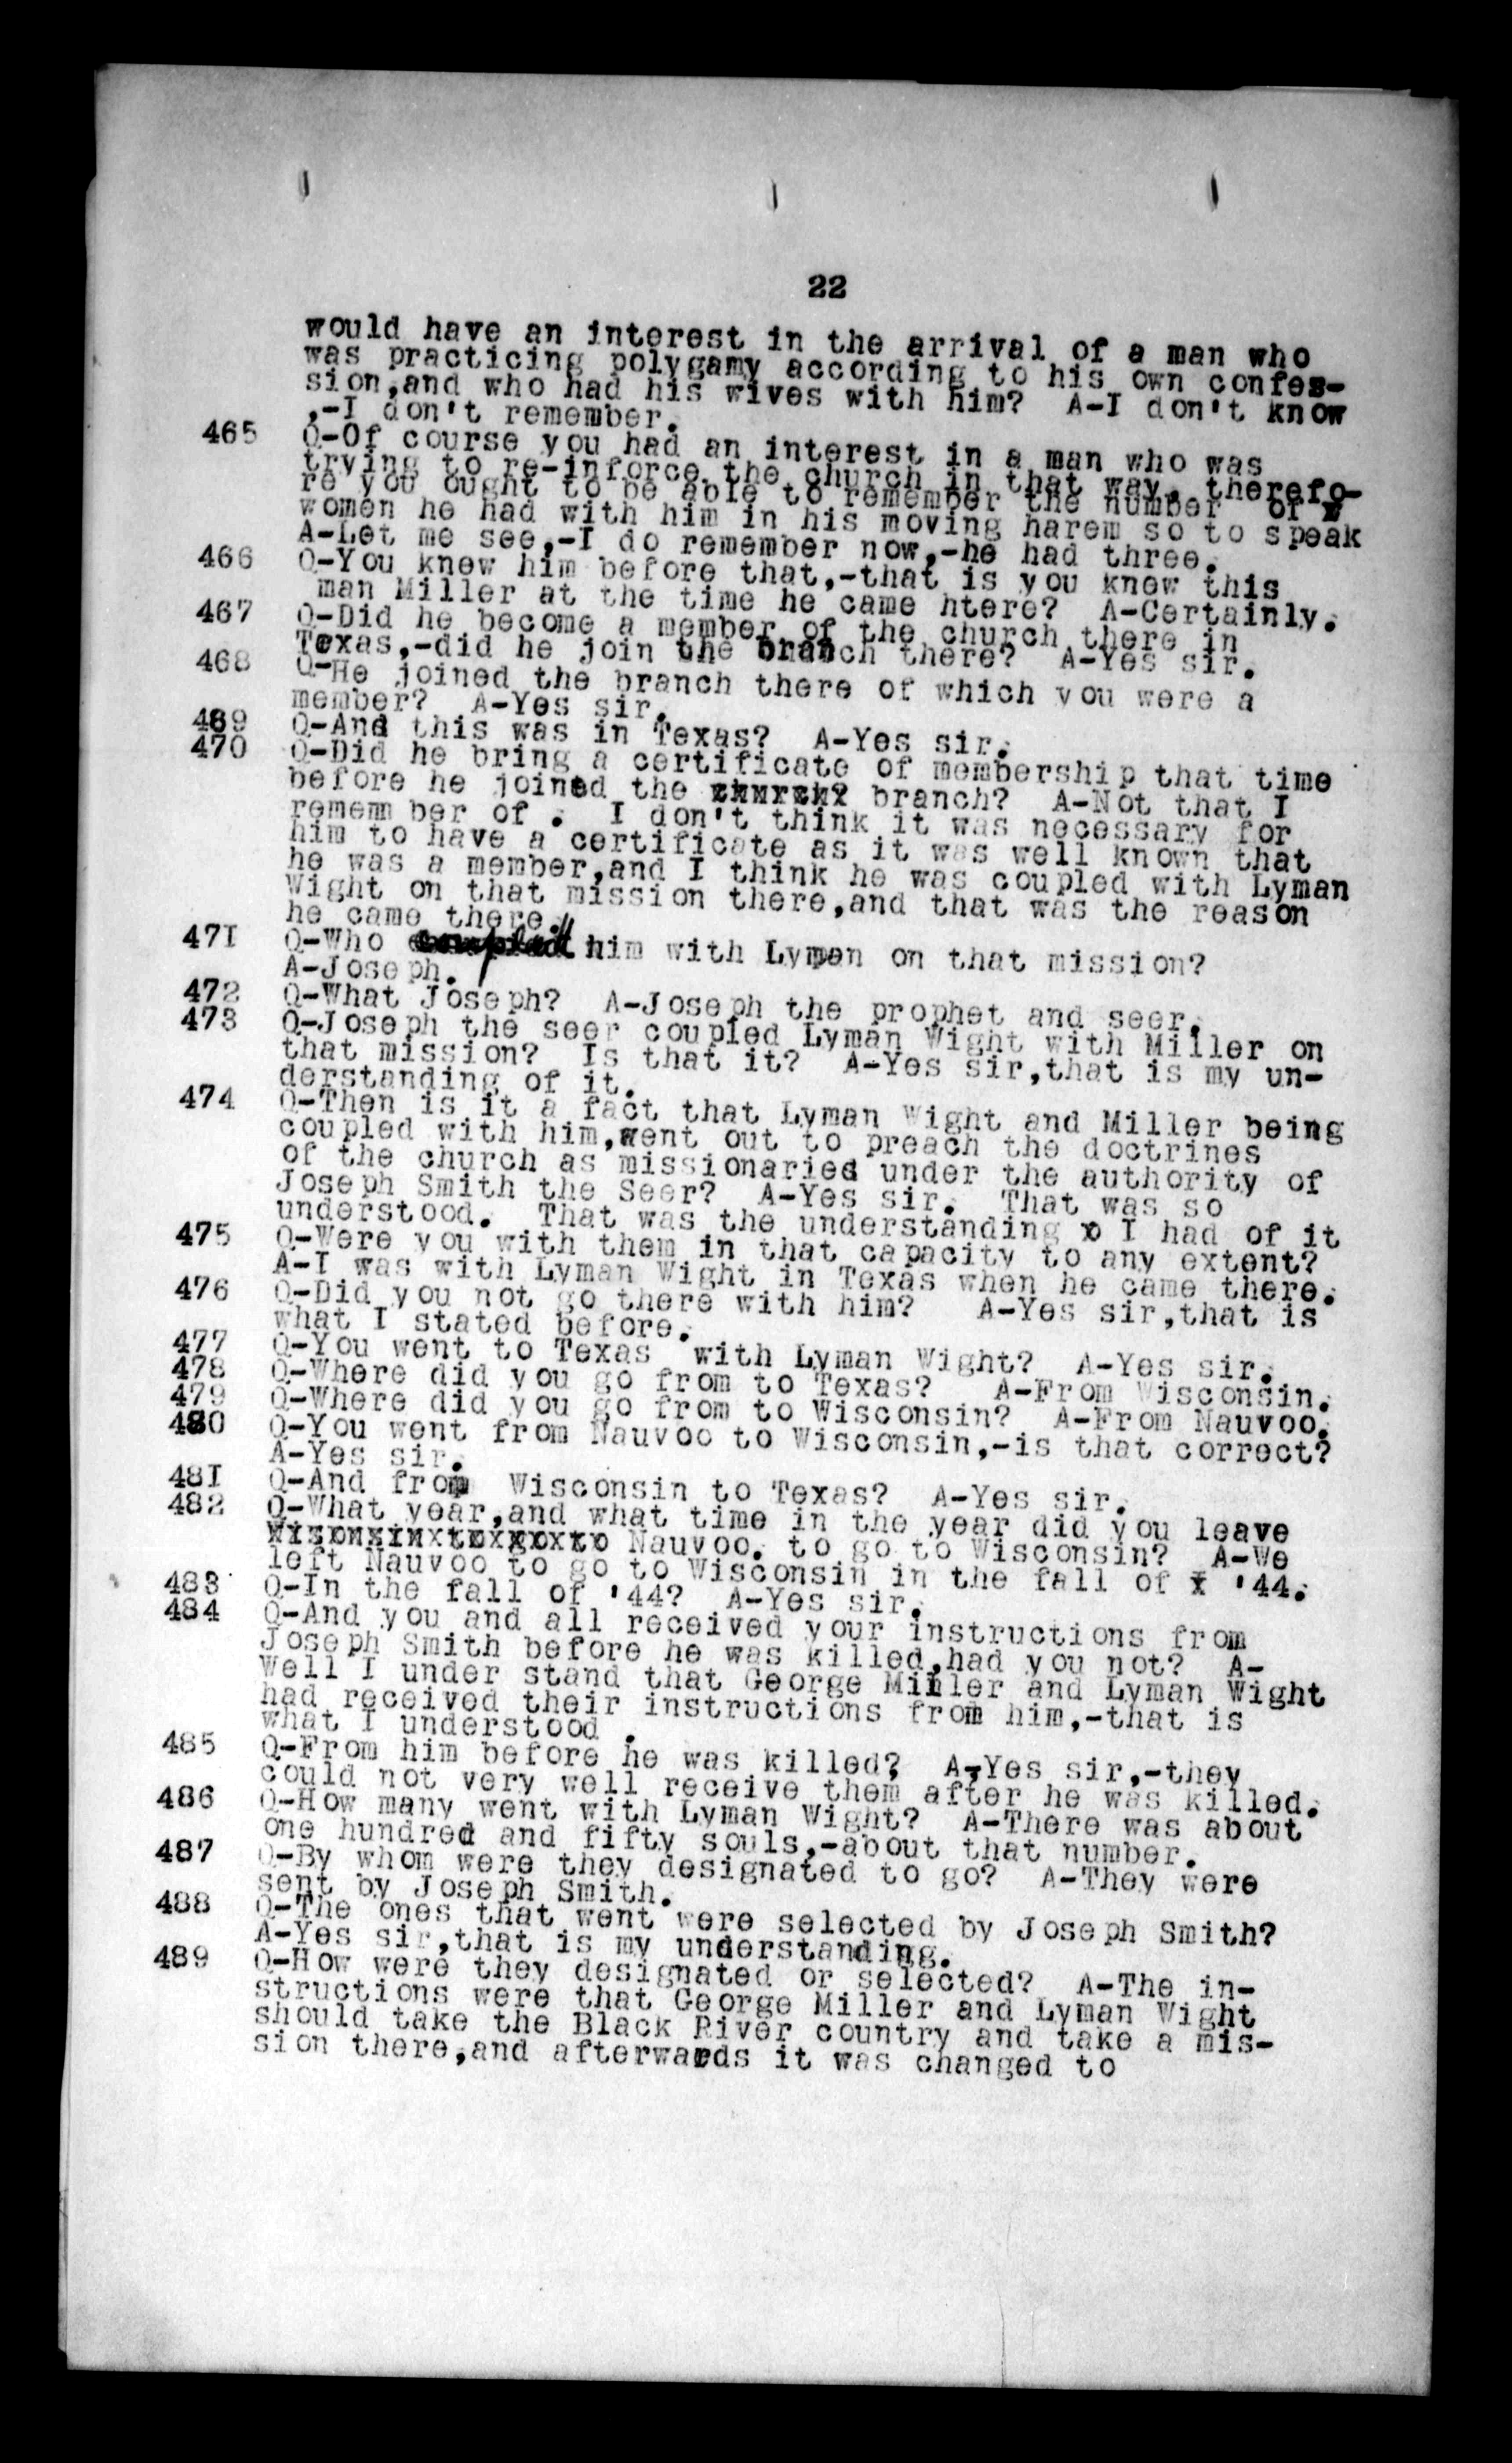 22
would have an interest in the arrival of a man who
was practicing polygamy according to his own confes-
sion,and who had his wives with him?  A-I don't know
,-I don't remember.
465 Q-Of course you had an interest in a man who was
trying to re-inforce the church in that way, therefo-
re you ought to be able to remember the number of
women he had with him in his moving harem so to speak
A-Let me see,-I do remember now,-he had three.
466 Q-You knew him before that,-that is you knew this
man Miller at the time he came htere?  A-Certainly.
467 Q-Did he become a member of the church there in
Texas,-did he join the branch there?  A-Yes sir.
468 Q-He joined the branch there of which you were a
member?  A-Yes sir.
469 Q-And this was in Texas?  A-Yes sir.
470 Q-Did he bring a certificate of membership that time
before he joined the branch?  A-Not that I
rememm ber of .  I don't think it was necessary for
him to have a certificate as it was well known that
he was a member,and I think he was coupled with Lyman
Wight on that mission there,and that was the reason
he came there.
471 Q-Who coupled him with Lyman on that mission?
A-Joseph.
472 Q-What Joseph?  A-Joseph the prophet and seer.
473 Q-Joseph the seer coupled Lyman Wight with Miller on
that mission?  Is that it?  A-Yes sir,that is my un-
derstanding of it.
474 Q-Then is it a fact that Lyman Wight and Miller being
coupled with him,went out to preach the doctrines
of the church as missionaries under the authority of
Joseph Smith the Seer?  A-Yes sir.  That was so
understood.  That was the understanding I had of it
475 Q-Were you with them in that capacity to any extent?
A-I was with Lyman Wight in Texas when he came there.
476 Q-Did you not go there with him?  A-Yes sir,that is
what I stated before.
477 Q-You went to Texas with Lyman Wight?  A-Yes sir.
478 Q-Where did you go from to Texas?  A-From Wisconsin.
479 Q-Where did you go from to Wisconsin?  A-From Nauvoo.
480 Q-You went from Nauvoo to Wisconsin,-is that correct?
A-Yes sir.
481 Q-And from Wisconsin to Texas?  A-Yes sir.
482 Q-What year,and what time in the year did you leave
Nauvoo. to go to Wisconsin?  A-We
left Nauvoo to go to Wisconsin in the fall of '44.
483 Q-In the fall of '44?  A-Yes sir.
484 Q-And you and all received your instructions from
Joseph Smith before he was killed,had you not?  A-
Well I under stand that George Miller and Lyman Wight
had received their instructions from him,-that is
what I understood .
485 Q-From him before he was killed?  A-Yes sir,-they
could not very well receive them after he was killed.
486 Q-How many went with Lyman Wight?  A-There was about
one hundred and fifty souls,-about that number.
487 Q-By whom were they designated to go?  A-They were
sent by Joseph Smith.
488 Q-The ones that went were selected by Joseph Smith?
A-Yes sir,that is my understanding.
489 Q-How were they designated or selected?  A-The in-
structions were that George Miller and Lyman Wight
should take the Black River country and take a mis-
sion there,and afterwards it was changed to